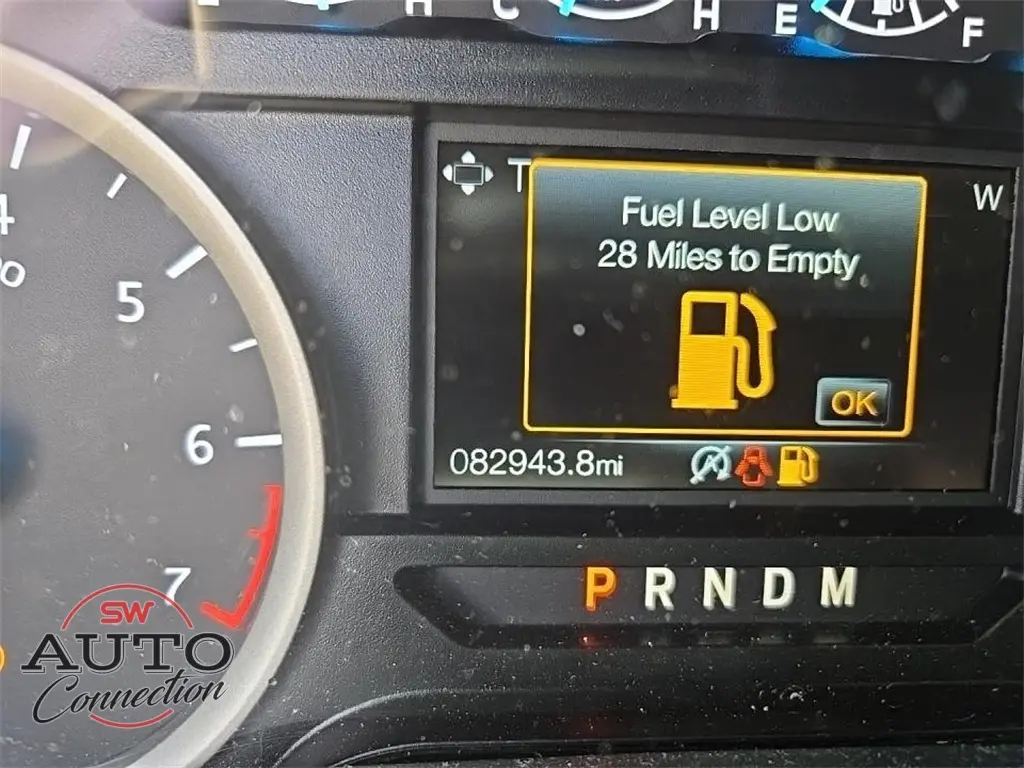 H
C
H
E
F
T
W
Fuel Level Low
28 Miles to Empty
OK
082943.8mi
4
5
6
7
P R N D M
SW
AUTO
Connection